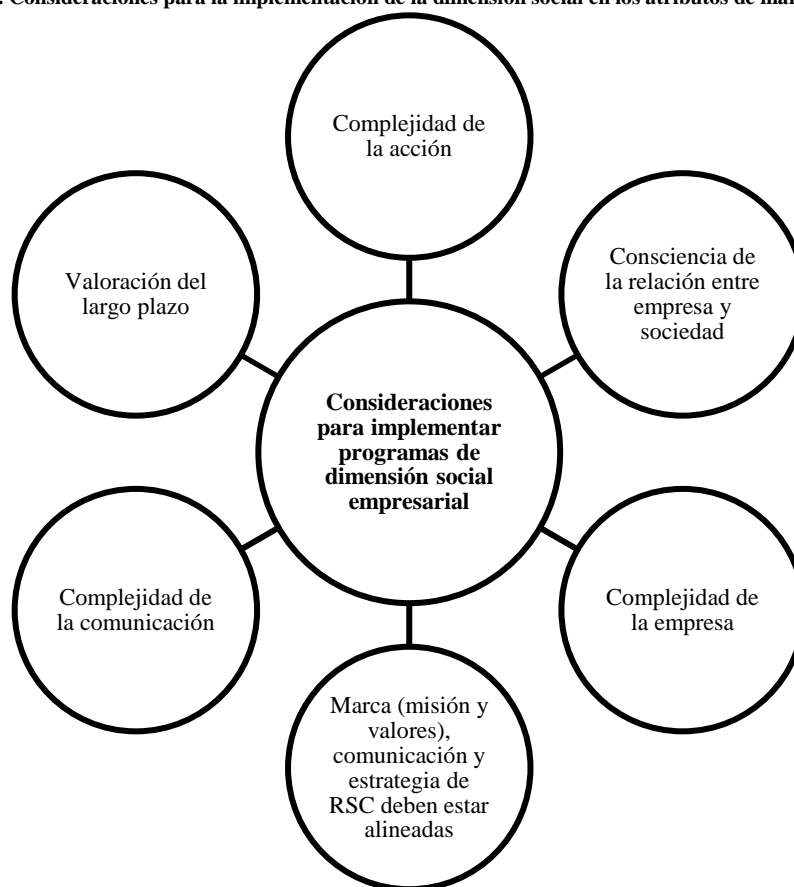 Consideraciones para la implementación de la dimensión social en los atributos de
Complejidad de
la acción
Valoración del
largo plazo
Consciencia de
la relación entre
empresa y
sociedad
Consideraciones
para implementar
programas de
dimensión social
empresarial
Complejidad de
la comunicación
Complejidad de
la empresa
Marca (misión y
valores),
comunicación y
estrategia de
RSC deben estar
alineadas